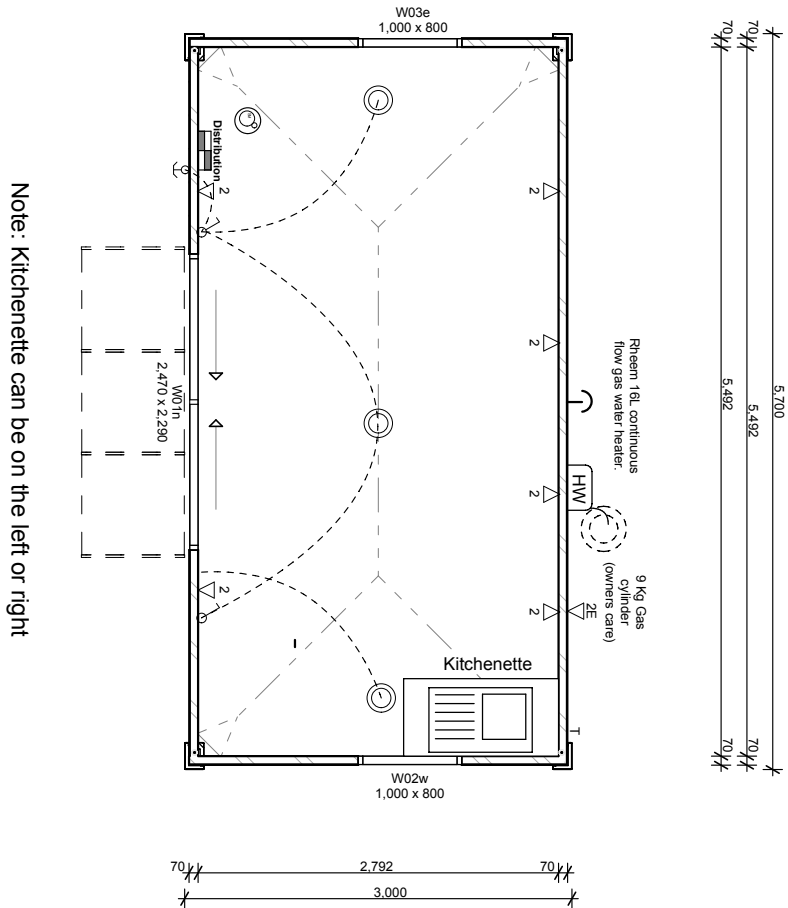 W03e
1,000 x 800
70
70
70
5,700
5,492
5,492
Distribution
2
2
2
2
2
2
2E
Rheem 16L continuous
flow gas water heater.
HW
9 Kg Gas
cylinder
(owners care)
W01n
2,470 x 2,290
Note: Kitchenette can be on the left or right
Kitchenette
T
W02w
1,000 x 800
70
70
70
2,792
70
3,000